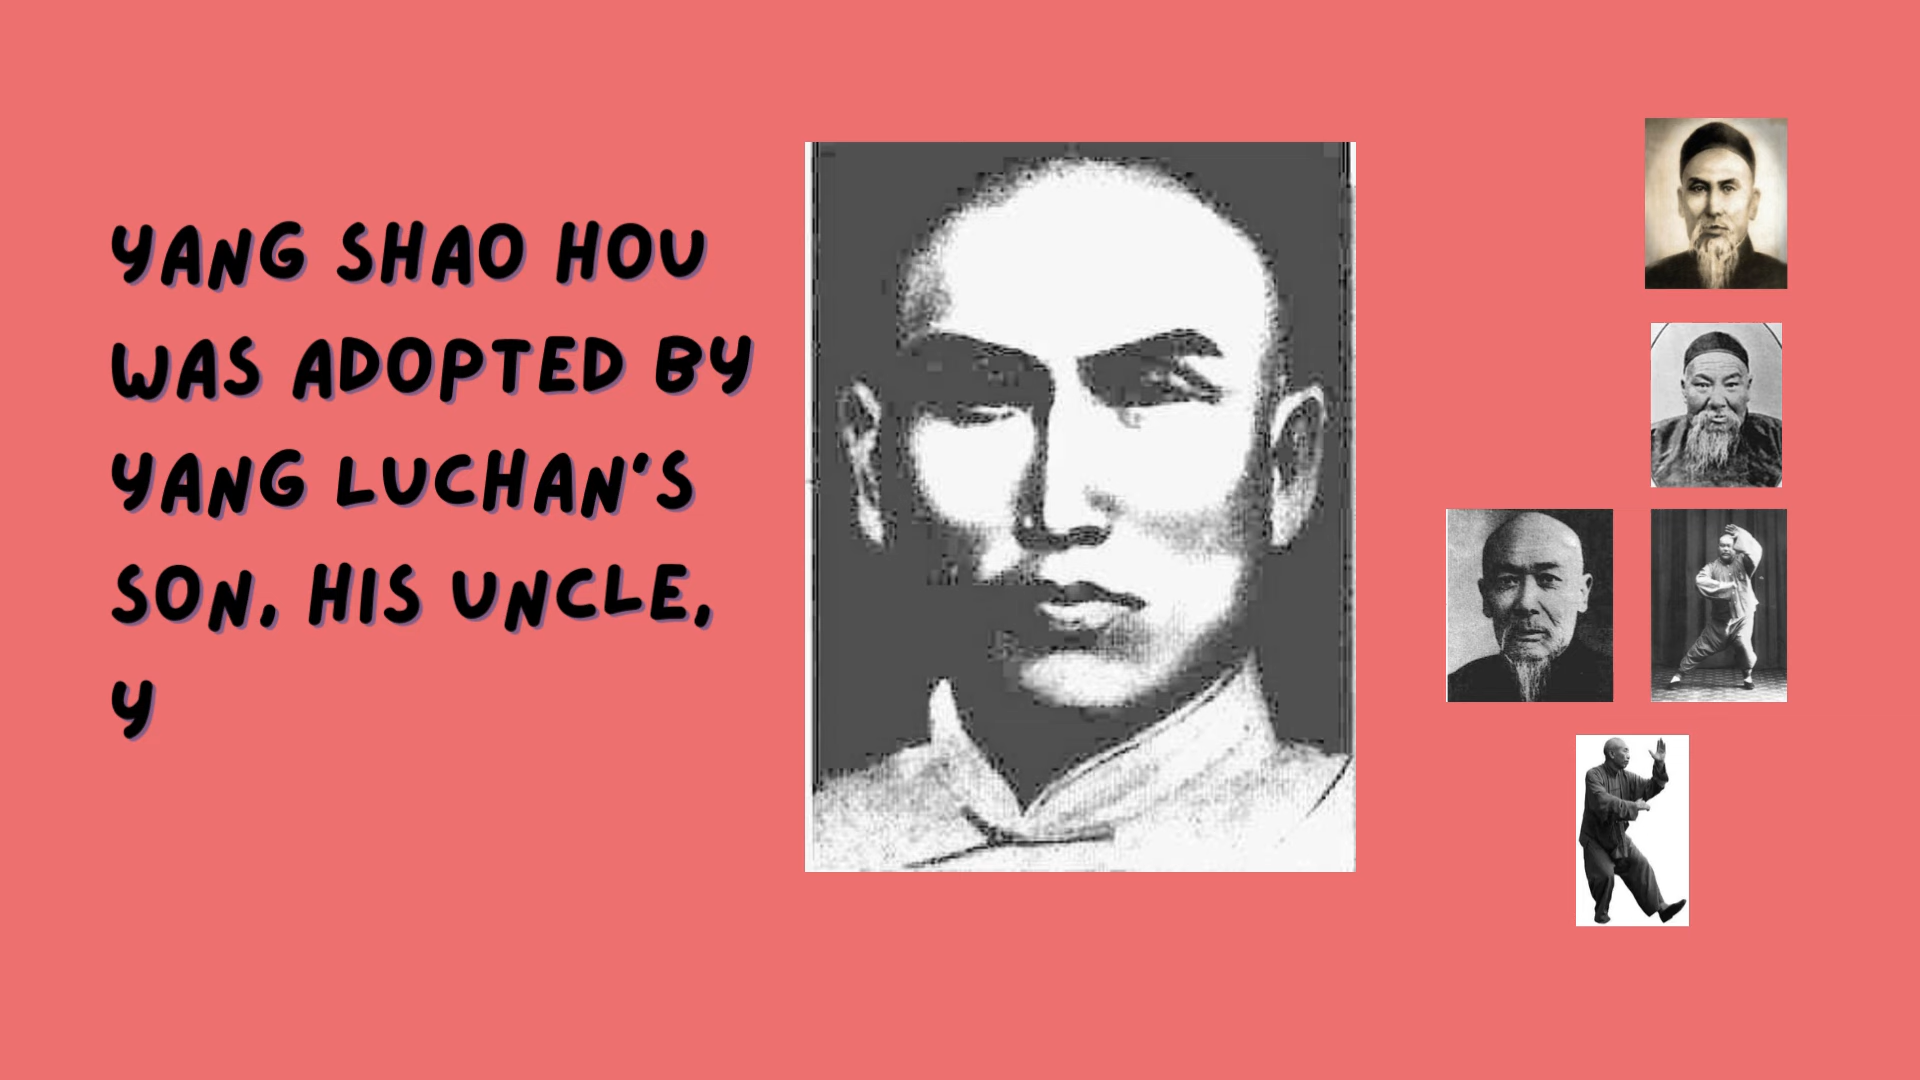 YANG SHAO HOU
WAS ADOPTED BY
YANG LUCHAN'S
SON, HIS UNCLE,
Y